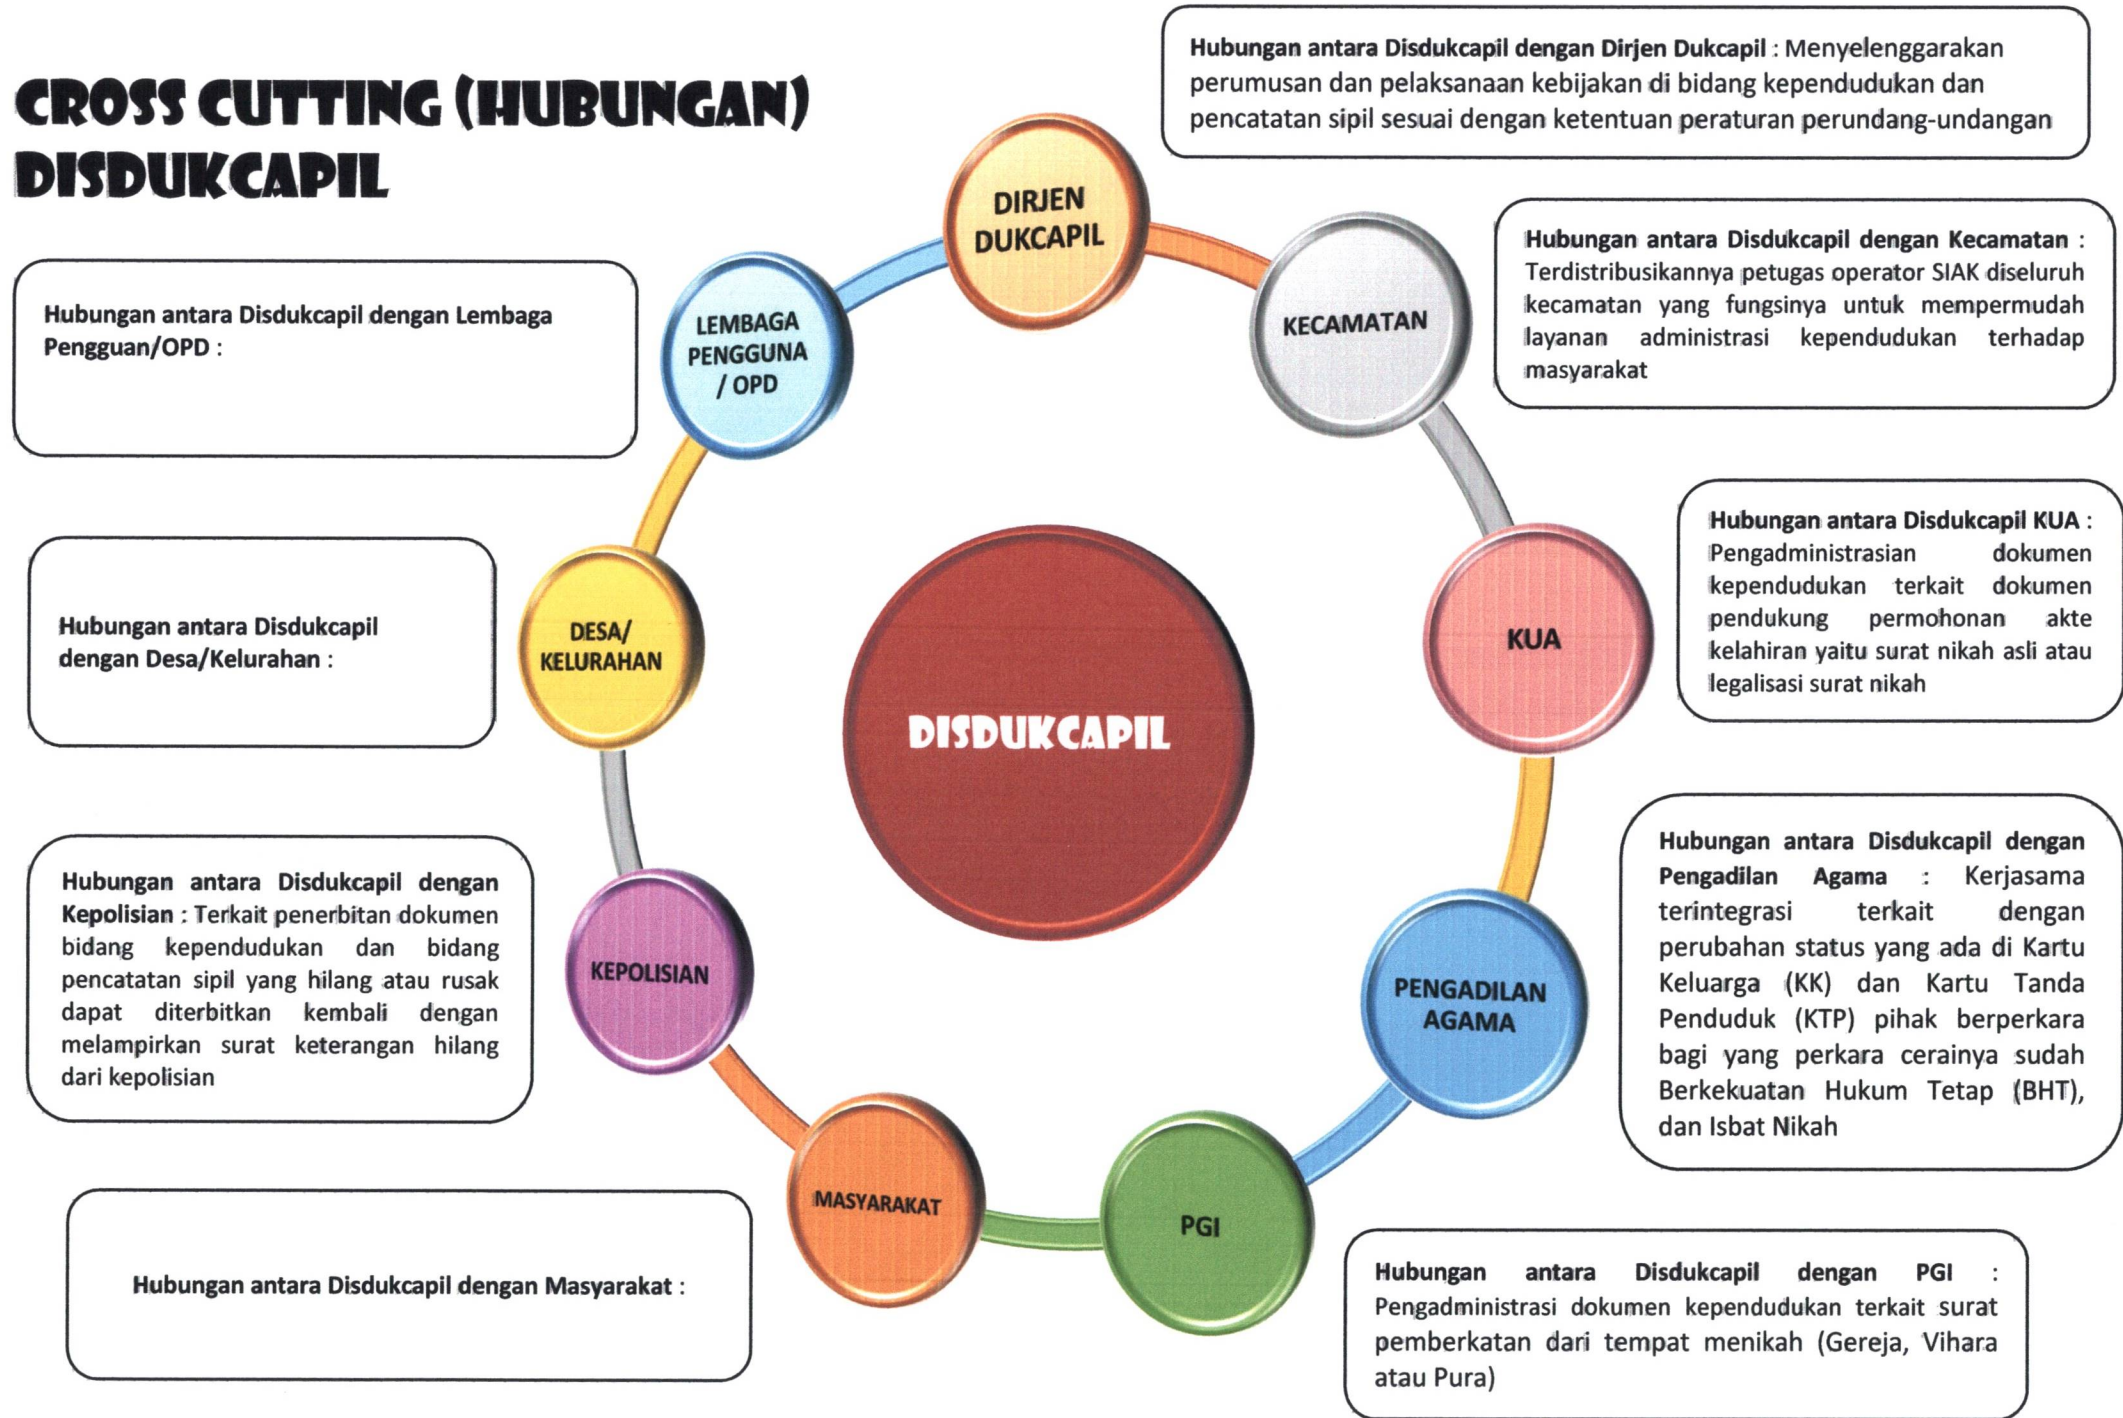 CROSS CUTTING (HUBUNGAN)
DISDUKCAPIL
Hubungan antara Disdukcapil dengan Dirjen Dukcapil : Menyelenggarakan
perumusan dan pelaksanaan kebijakan di bidang kependudukan dan
pencatatan sipil sesuai dengan ketentuan peraturan perundang-undangan
DIRJEN
DUKCAPIL
Hubungan antara Disdukcapil dengan Kecamatan :
Terdistribusikannya petugas operator SIAK diseluruh
kecamatan yang fungsinya untuk mempermudah
layanan administrasi kependudukan terhadap
masyarakat
KECAMATAN
Hubungan antara Disdukcapil dengan Lembaga
Pengguan/OPD :
LEMBAGA
PENGGUNA
/ OPD
Hubungan antara Disdukcapil KUA :
Pengadministrasian dokumen
kependudukan terkait dokumen
pendukung permohonan akte
kelahiran yaitu surat nikah asli atau
legalisasi surat nikah
KUA
Hubungan antara Disdukcapil
dengan Desa/Kelurahan :
DESA/
KELURAHAN
DISDUKCAPIL
Hubungan antara Disdukcapil dengan
Pengadilan Agama : Kerjasama
terintegrasi terkait dengan
perubahan status yang ada di Kartu
Keluarga (KK) dan Kartu Tanda
Penduduk (KTP) pihak berperkara
bagi yang perkara cerainya sudah
Berkekuatan Hukum Tetap (BHT),
dan Isbat Nikah
PENGADILAN
AGAMA
Hubungan antara Disdukcapil dengan
Kepolisian : Terkait penerbitan dokumen
bidang kependudukan dan bidang
pencatatan sipil yang hilang atau rusak
dapat diterbitkan kembali dengan
melampirkan surat keterangan hilang
dari kepolisian
KEPOLISIAN
MASYARAKAT
PGI
Hubungan antara Disdukcapil dengan Masyarakat :
Hubungan antara Disdukcapil dengan PGI :
Pengadministrasi dokumen kependudukan terkait surat
pemberkatan dari tempat menikah (Gereja, Vihara
atau Pura)